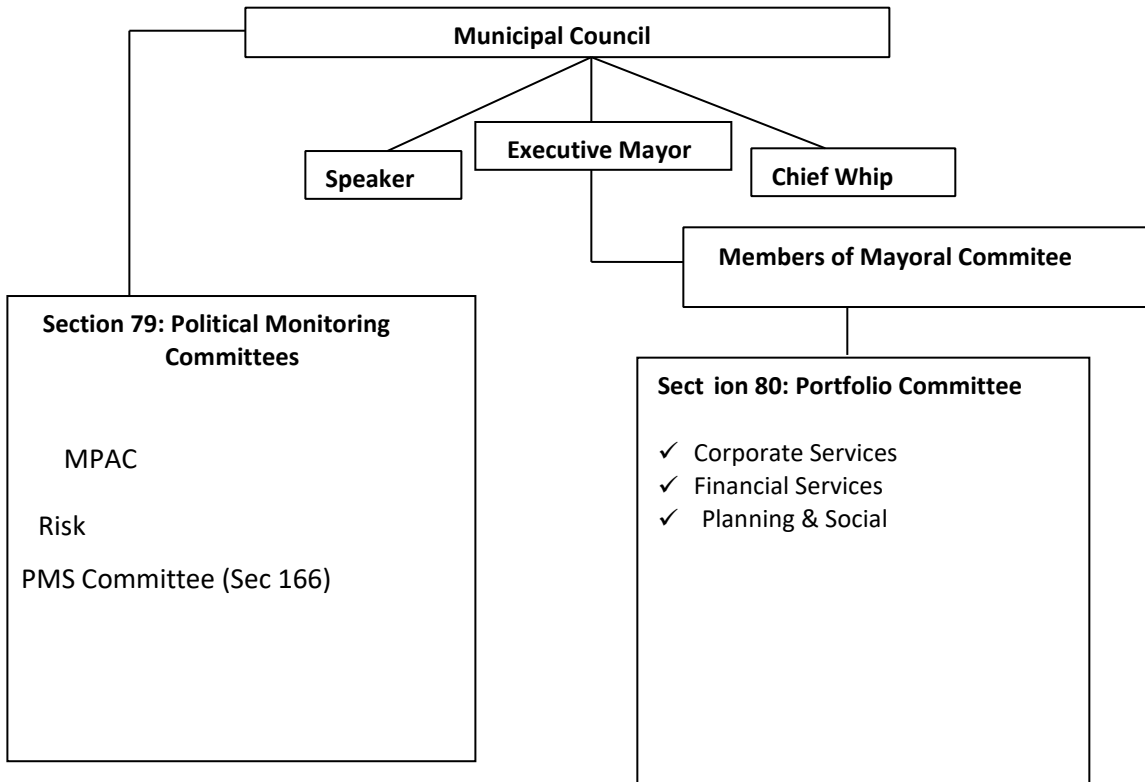 Municipal Council
Executive Mayor
Speaker
Chief Whip
Members of Mayoral Commitee
Section 79: Political Monitoring
Committees
MPAC
Risk
PMS Committee (Sec 166)
Sect ion 80: Portfolio Committee
✓ Corporate Services
✓ Financial Services
✓ Planning & Social